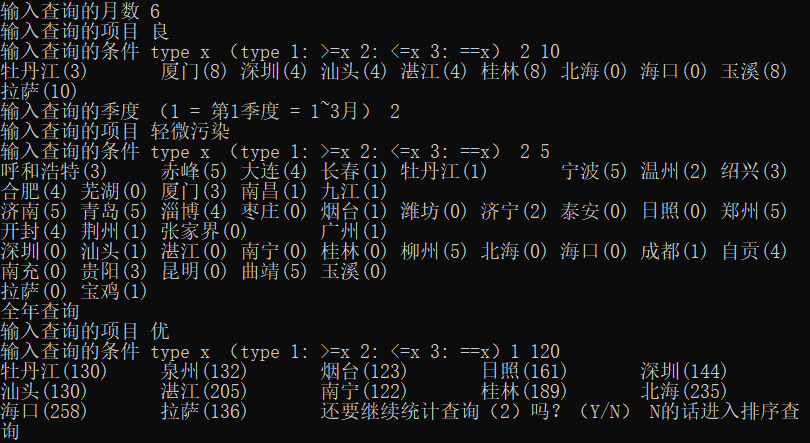 输入查询的月数 6
输入查询的项目 良
输入查询的条件 type x （type 1: >=x 2: <=x 3: ==x） 2 10
牡丹江(3) 厦门(8) 深圳(4) 汕头(4) 湛江(4) 桂林(8) 北海(0) 海口(0) 玉溪(8)
拉萨(10)
输入查询的季度 （1 = 第1季度 = 1~3月） 2
输入查询的项目 轻微污染
输入查询的条件 type x （type 1: >=x 2: <=x 3: ==x） 2 5
呼和浩特(3) 赤峰(5) 大连(4) 长春(1) 牡丹江(1) 宁波(5) 温州(2) 绍兴(3)
合肥(4) 芜湖(0) 厦门(3) 南昌(1) 九江(1)
济南(5) 青岛(5) 淄博(4) 枣庄(0) 烟台(1) 潍坊(0) 济宁(2) 泰安(0) 日照(0) 郑州(5)
开封(4) 荆州(1) 张家界(0) 广州(1)
深圳(0) 汕头(1) 湛江(0) 南宁(0) 桂林(0) 柳州(5) 北海(0) 海口(0) 成都(1) 自贡(4)
南充(0) 贵阳(3) 昆明(0) 曲靖(5) 玉溪(0)
拉萨(0) 宝鸡(1)
全年查询
输入查询的项目 优
输入查询的条件 type x （type 1: >=x 2: <=x 3: ==x）1 120
牡丹江(130) 泉州(132) 烟台(123) 日照(161) 深圳(144)
汕头(130) 湛江(205) 南宁(122) 桂林(189) 北海(235)
海口(258) 拉萨(136) 还要继续统计查询（2）吗？（Y/N） N的话进入排序查
询